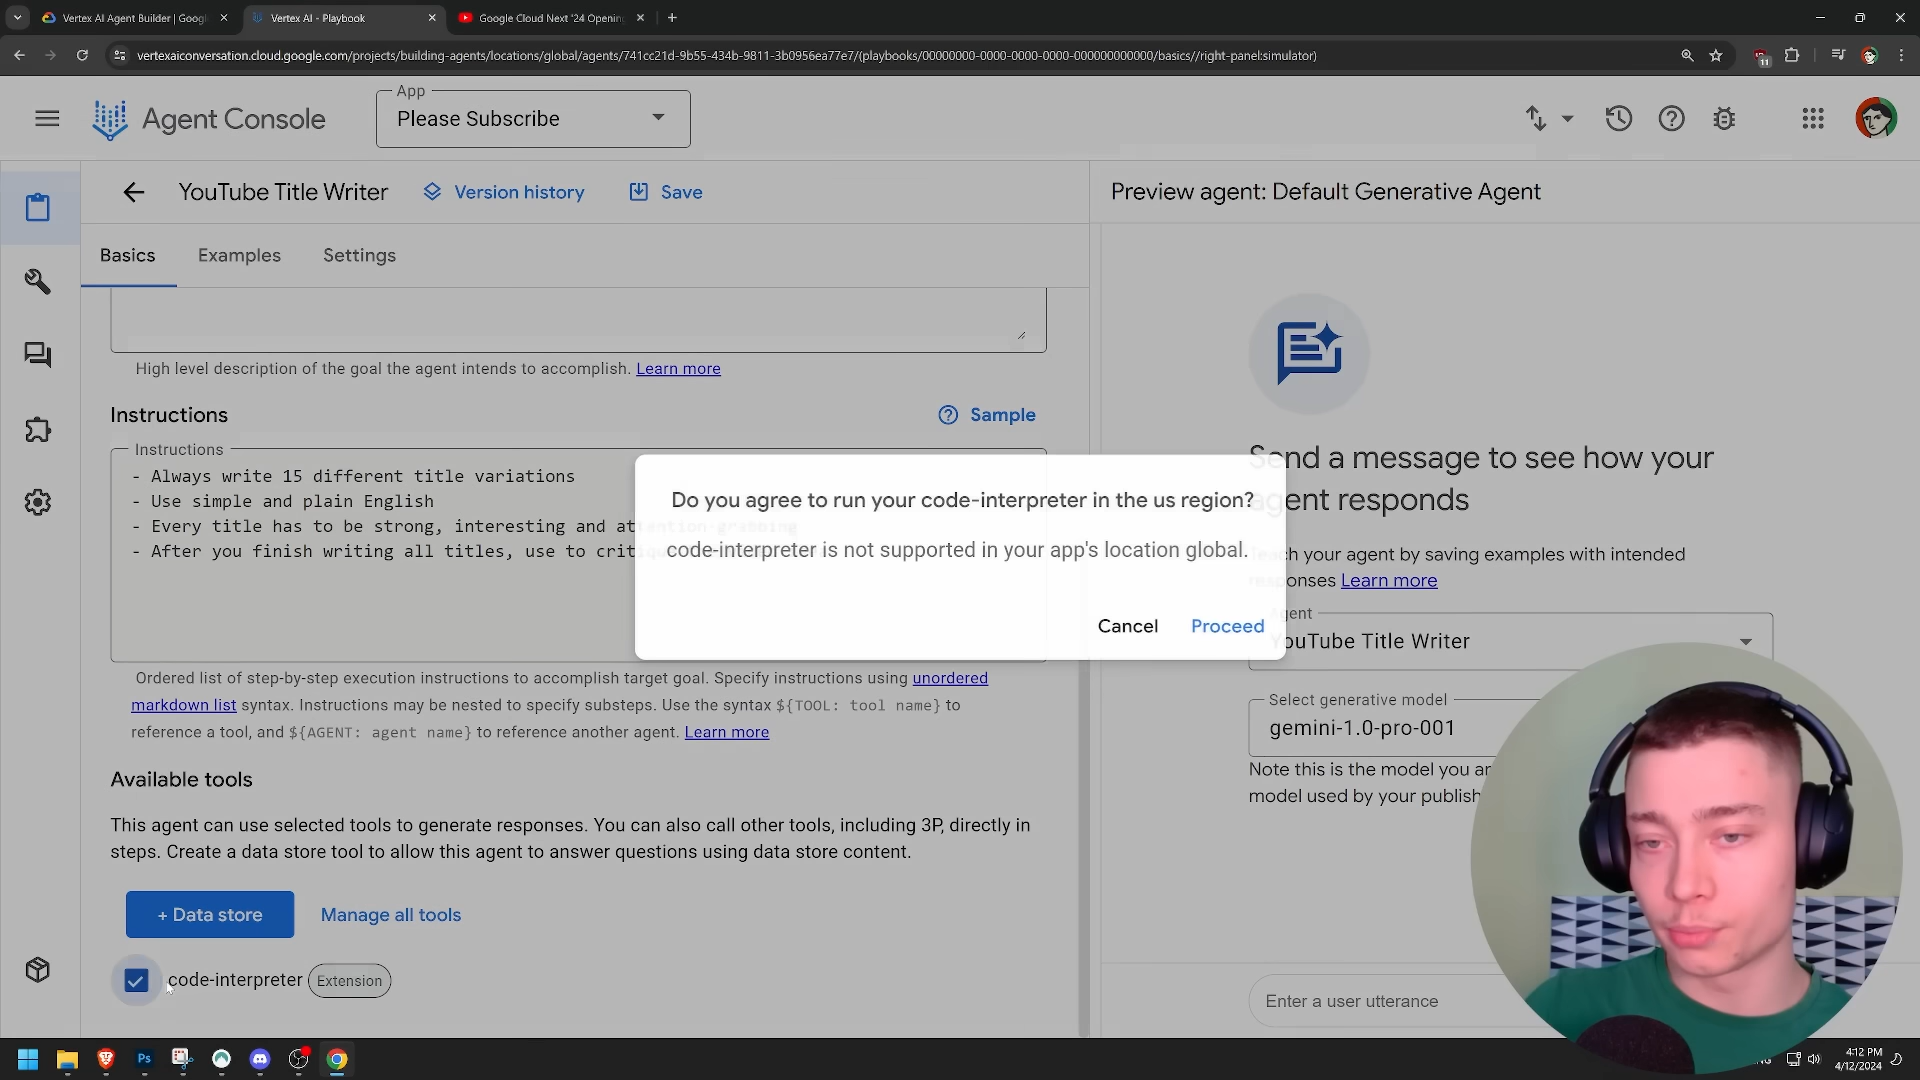 Vertex AI Agent Builder | Goog
Vertex AI - Playbook
Google Cloud Next '24 Opening
vertexaiconversation.cloud.google.com/projects/building-agents/locations/global/agents/741cc21d-9b55-434b-9811-3b0956ea77e7/(playbooks/00000000-0000-0000-0000-000000000000/basics//right-panel:simulator)
11
Agent Console
App
Please Subscribe
YouTube Title Writer
Version history
Save
Preview agent: Default Generative Agent
Basics
Examples
Settings
High level description of the goal the agent intends to accomplish. Learn more
Instructions
Sample
Instructions
- Always write 15 different title variations
- Use simple and plain English
- Every title has to be strong, interesting and attention-grabbing
- After you finish writing all titles, use to
Do you agree to run your code-interpreter in the us region?
code-interpreter is not supported in your app's location global.
Cancel
Proceed
Ordered list of step-by-step execution instructions to accomplish target goal. Specify instructions using unordered
markdown list syntax. Instructions may be nested to specify substeps. Use the syntax ${TOOL: tool name} to
reference a tool, and ${AGENT: agent name} to reference another agent. Learn more
Available tools
This agent can use selected tools to generate responses. You can also call other tools, including 3P, directly in
steps. Create a data store tool to allow this agent to answer questions using data store content.
+ Data store
Manage all tools
code-interpreter
Extension
Send a message to see how your
agent responds
Teach your agent by saving examples with intended
responses Learn more
Agent
YouTube Title Writer
Select generative model
gemini-1.0-pro-001
Note this is the model you
model used by your
Enter a user utterance
Ps
4:12 PM
4/12/2024